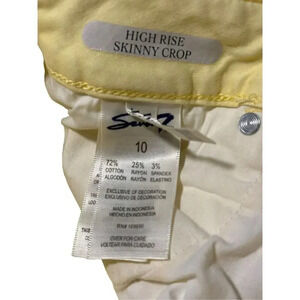 HIGH RISE
SKINNY CROP
10
72% 25% 3%
COTTON RAYON SPANDEX
ALGODÓN RAYÓN ELASTINO
EXCLUSIVE OF DECORATION
EXCLUSIVO DE DECORACIÓN
MADE IN INDONESIA
HECHO EN INDONESIA
OVER FOR CARE
VOLTEAR PARA CUIDADO